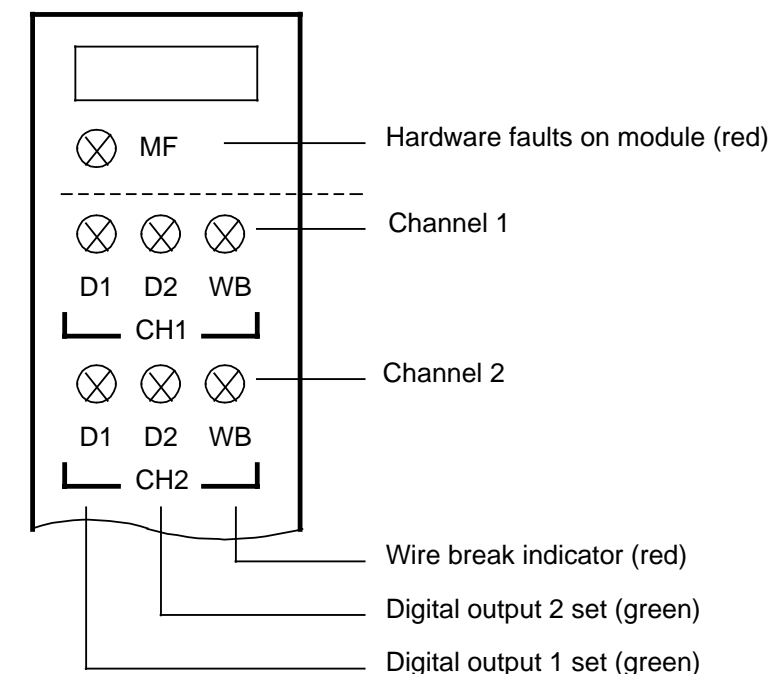 MF
Hardware faults on module (red)
Channel 1
D1 D2 WB
CH1
Channel 2
D1 D2 WB
CH2
Wire break indicator (red)
Digital output 2 set (green)
Digital output 1 set (green)